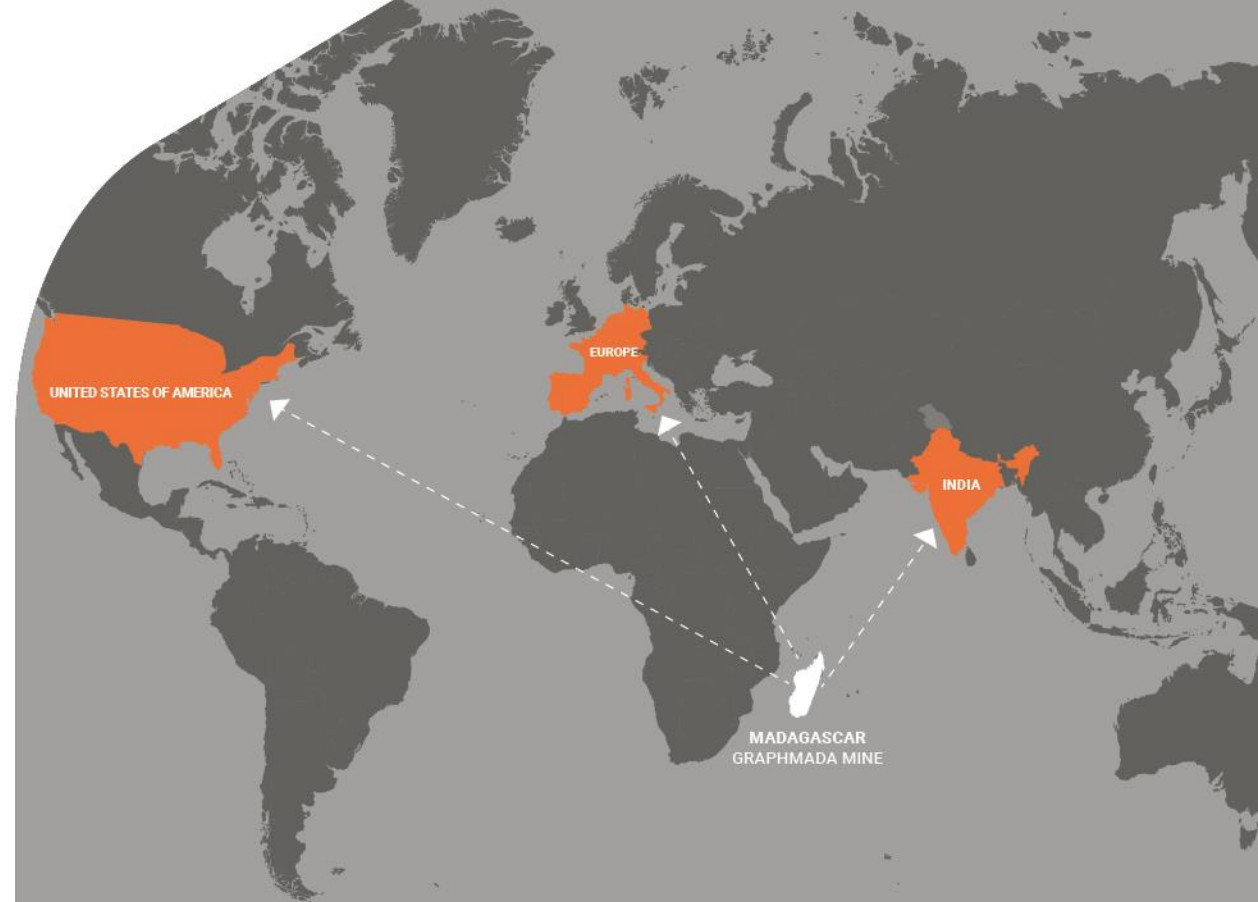 EUROPE
UNITED STATES OF AMERICA
INDIA
MADAGASCAR
GRAPHMADA MINE